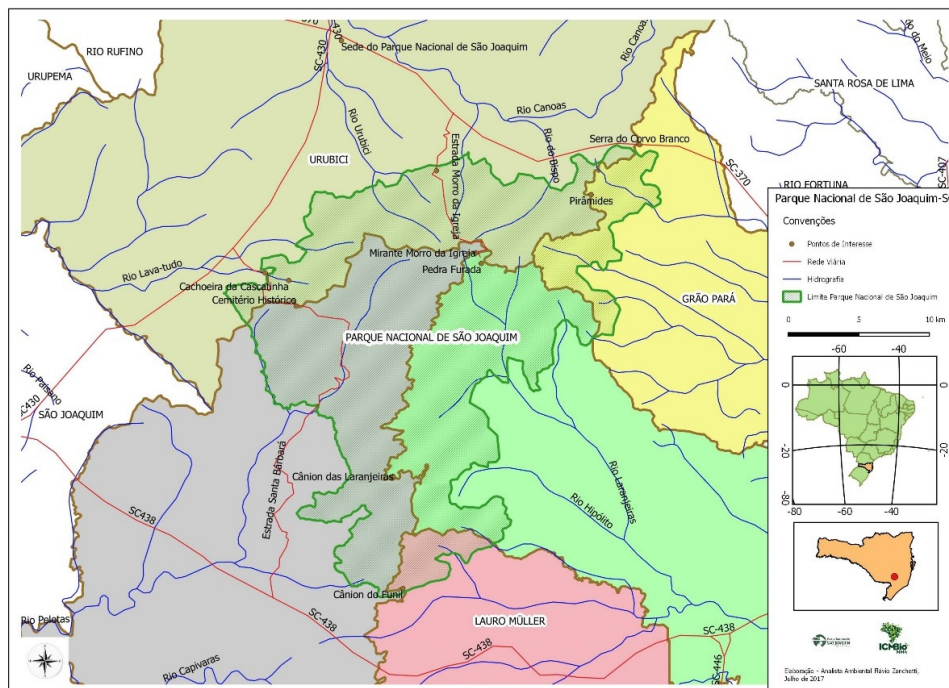 SC-430
Sede do Parque Nacional de São Joaquim
Rio Canoas
RIO RUFINO
URUPEMA
SANTA ROSA DE LIMA
Rio Canoas
Rio Urubici
Estrada Morro da Igreja
Rio do Bispo
Serra do Corvo Branco
SC-370
SC-407
URUBICI
RIO FORTUNA
Pirâmides
Rio Lava-tudo
Mirante Morro da Igreja
Pedra Furada
Cachoeira da Cascatinha
Cemitério Histórico
GRÃO PARÁ
PARQUE NACIONAL DE SÃO JOAQUIM
SC430
SÃO JOAQUIM
Estrada Santa Bárbara
Cânion das Laranjeiras
Rio Laranjeiras
Rio Hipólito
SC438
Cânion do Funil
Rio Pelotas
SC-438
LAURO MÜLLER
SC-438
SC-438
SC-446
Rio Capivaras
Parque Nacional de São Joaquim-S
Convenções
Pontos de Interesse
Rede Viária
Hidrografia
Limite Parque Nacional de São Joaquim
0 5 10 km
-60 -40
0 0
-20 -20
-80 -60 -40
ICMBio
Elaboração - Analista Ambiental Flávio Zanchetti,
Julho de 2017